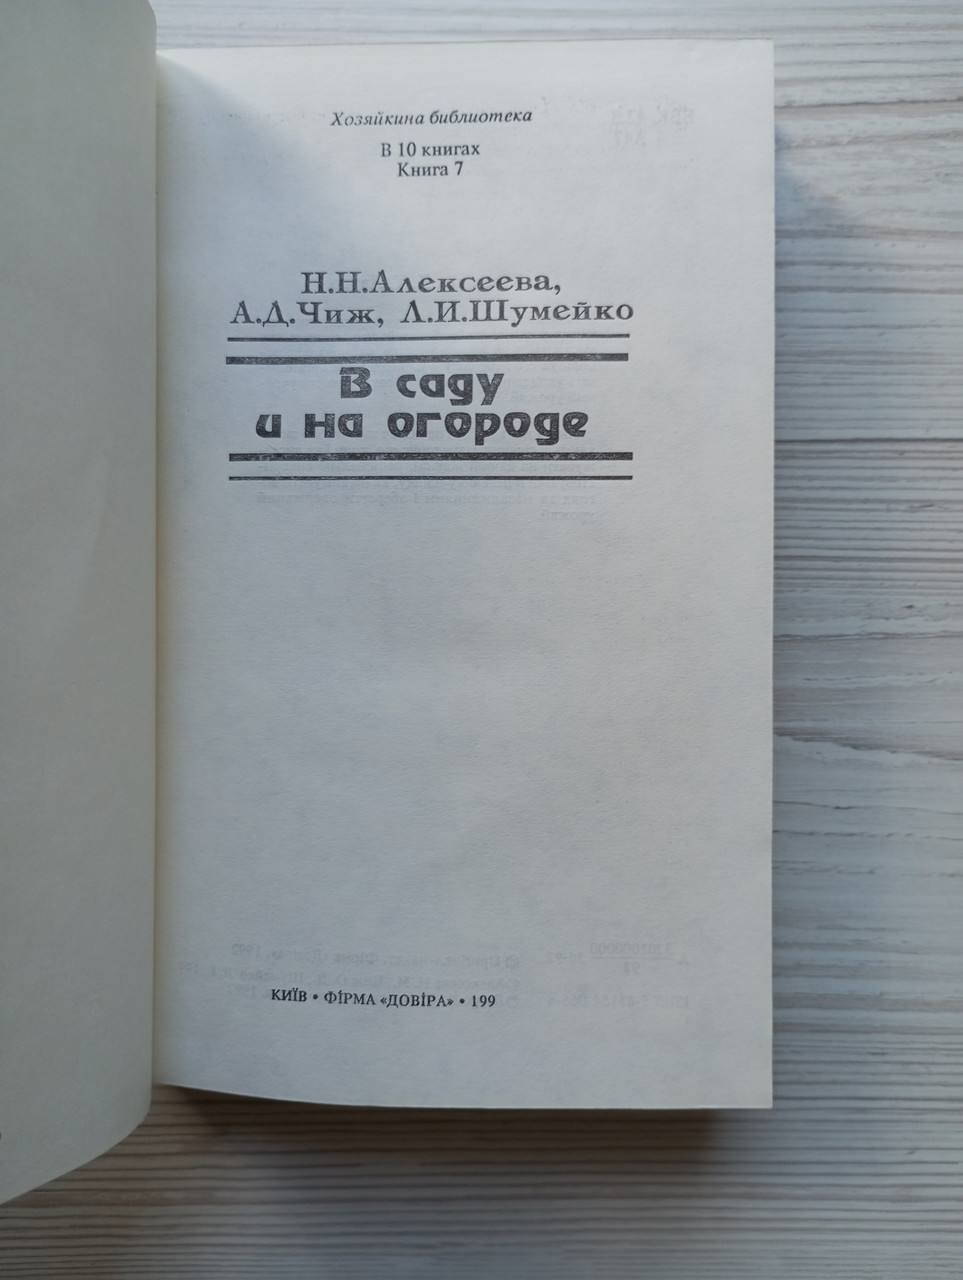 Хозяйкина библиотека
В 10 книгах
Книга 7
Н.Н.Алексеева,
А.Д.Чиж, Л.И.Шумейко
В саду
и на огороде
КИЇВ • ФІРМА «ДОВІРА» • 199